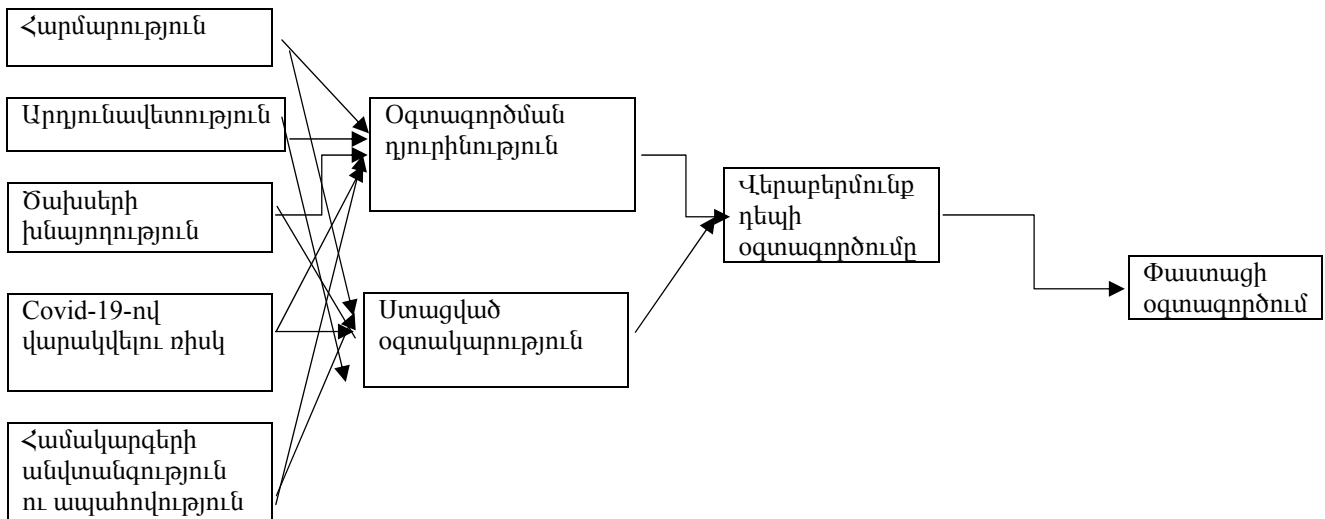 Հարմարություն
Արդյունավետություն
Ծախսերի
խնայողություն
Covid-19-ով
վարակվելու ռիսկ
Համակարգերի
անվտանգություն
ու ապահովություն
Օգտագործման
դյուրինություն
Ստացված
օգտակարություն
Վերաբերմունք
դեպի
օգտագործումը
Փաստացի
օգտագործում